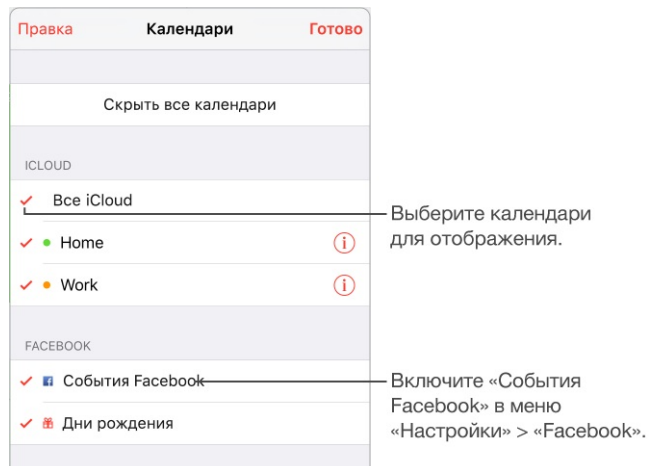 Правка Календари Готово
Скрыть все календари
ICLOUD
Все iCloud
Выберите календари
для отображения.
Home
Work
FACEBOOK
События Facebook
Включите «События
Facebook» в меню
«Настройки» > «Facebook».
Дни рождения